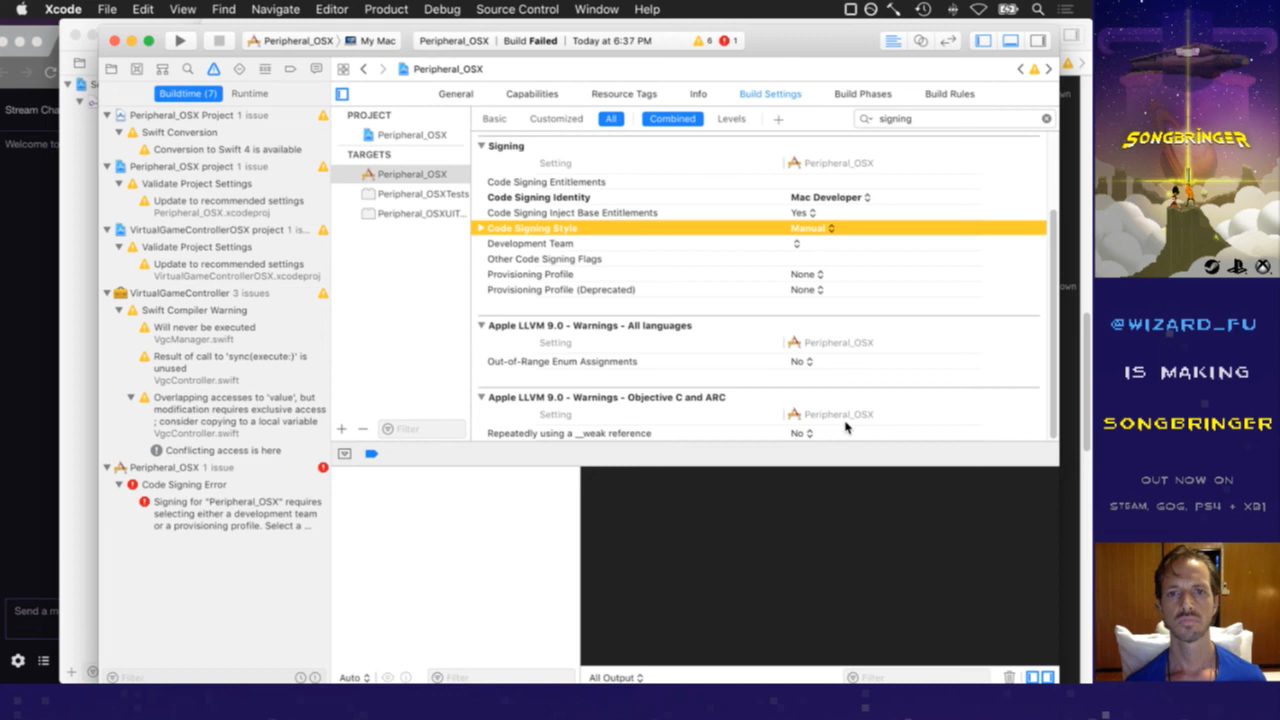 Xcode File Edit View Find Navigate Editor Product Debug Source Control Window Help
Peripheral_OSX My Mac Peripheral_OSX Build Failed Today at 6:37 PM 6 1
Peripheral_OSX
Buildtime (7) Runtime
General Capabilities Resource Tags Info Build Settings Build Phases Build Rules
Basic Customized All Combined Levels signing
Peripheral_OSX Project 1 issue
Swift Conversion
Conversion to Swift 4 is available
Peripheral_OSX project 1 issue
Validate Project Settings
Update to recommended settings
Peripheral_OSX.xcodeproj
VirtualGameControllerOSX project 1 is...
Validate Project Settings
Update to recommended settings
VirtualGameControllerOSX.xcodeproj
VirtualGameController 3 issues
Swift Compiler Warning
Will never be executed
VgcManager.swift
Result of call to 'sync(execute:)' is
unused
VgcController.swift
Overlapping accesses to 'value', but
modification requires exclusive access
; consider copying to a local variable
VgcController.swift
Conflicting access is here
Peripheral_OSX 1 issue
Code Signing Error
Signing for "Peripheral_OSX" requires
selecting either a development team
or a provisioning profile. Select a ...
Filter
PROJECT
Peripheral_OSX
TARGETS
Peripheral_OSX
Peripheral_OSXTests
Peripheral_OSXUIT...
Filter
Signing
Setting Peripheral_OSX
Code Signing Entitlements
Code Signing Identity Mac Developer
Code Signing Inject Base Entitlements Yes
Code Signing Style Manual
Development Team
Other Code Signing Flags
Provisioning Profile None
Provisioning Profile (Deprecated) None
Apple LLVM 9.0 - Warnings - All languages
Setting Peripheral_OSX
Out-of-Range Enum Assignments No
Apple LLVM 9.0 - Warnings - Objective C and ARC
Setting Peripheral_OSX
Repeatedly using a __weak reference No
Auto Filter All Output Filter
Stream Cha
Welcome to
Send a m
SONGBRINGER
@WIZARD_FU
IS MAKING
SONGBRINGER
OUT NOW ON
STEAM, GOG, PS4 + XB1